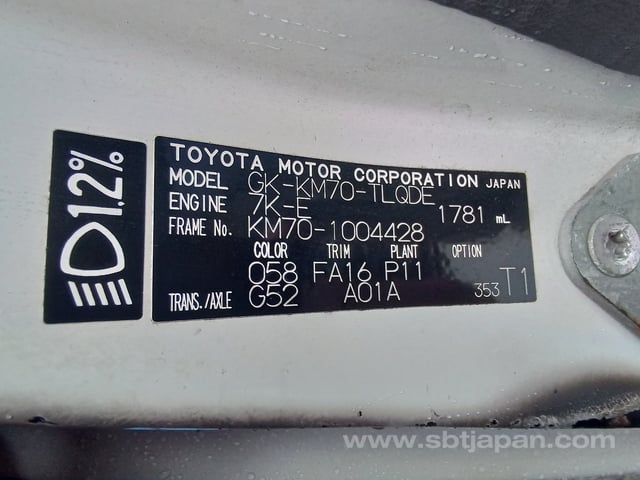 1.2%
TOYOTA MOTOR CORPORATION JAPAN
MODEL GK-KM70-TLQDE
ENGINE 7K-E 1781 mL
FRAME No. KM70-1004428
COLOR TRIM PLANT OPTION
058 FA16 P11
TRANS./AXLE G52 A01A 353 T1
www.sbtjapan.com